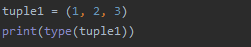 tuple1 = (1, 2, 3)
print(type(tuple1))